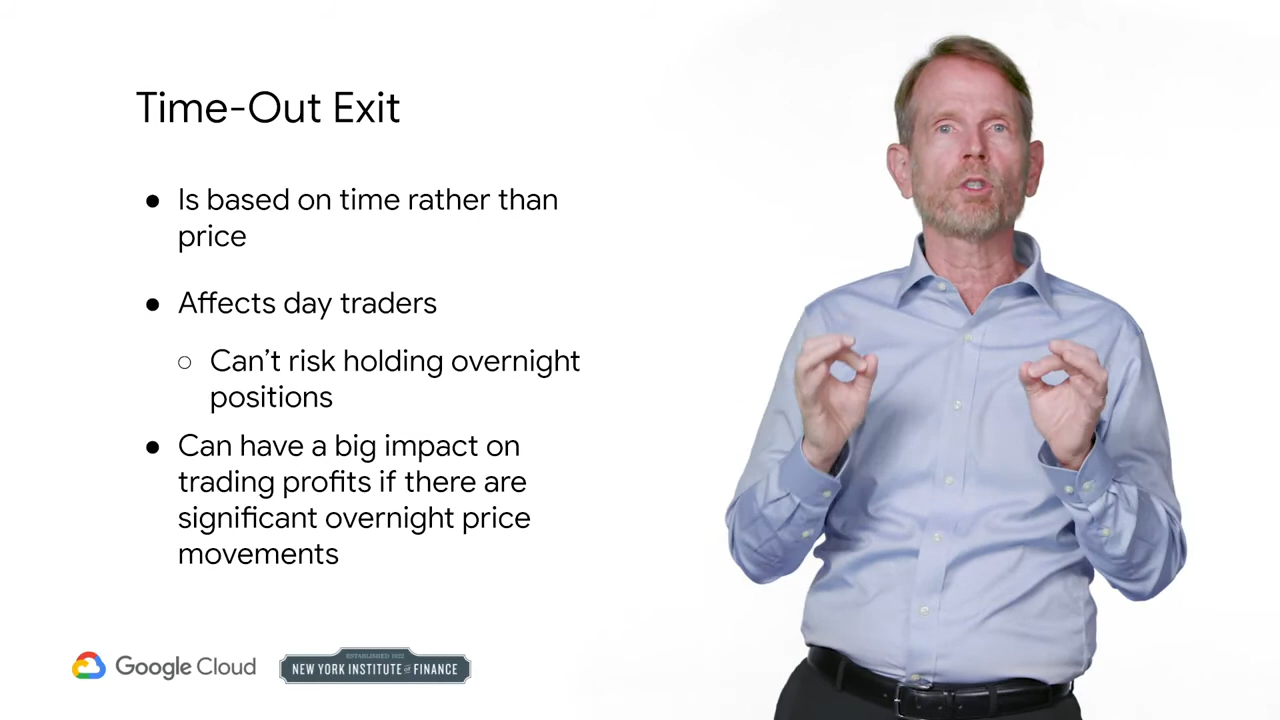 Time-Out Exit
● Is based on time rather than
price
● Affects day traders
○ Can't risk holding overnight
positions
● Can have a big impact on
trading profits if there are
significant overnight price
movements
Google Cloud
ESTABLISHED 1922
NEW YORK INSTITUTE OF FINANCE